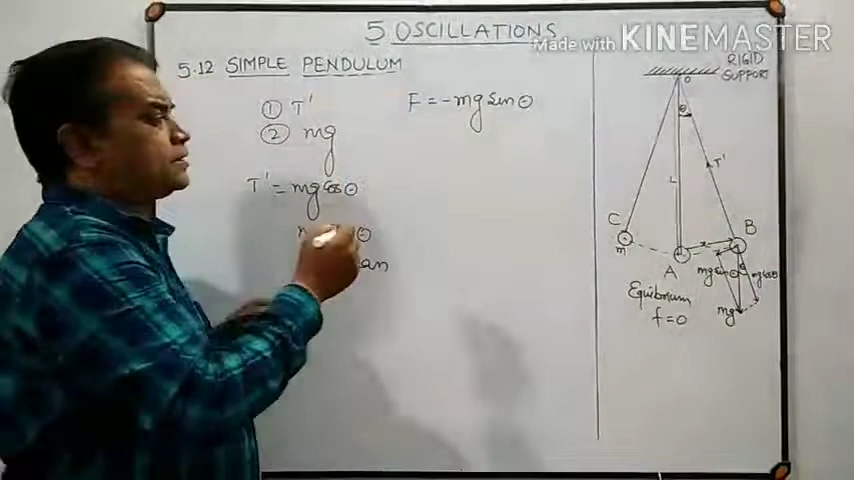 5 OSCILLATIONS
Made with KINEMASTER
5.12 SIMPLE PENDULUM
① T'
② mg
T' = mg cos θ
θ
F = -mg Sin θ
RIGID
SUPPORT
O
θ
T'
L
C
B
m
x
A
mg sin θ
θ
mg cos θ
Equibrium
f = 0
mg